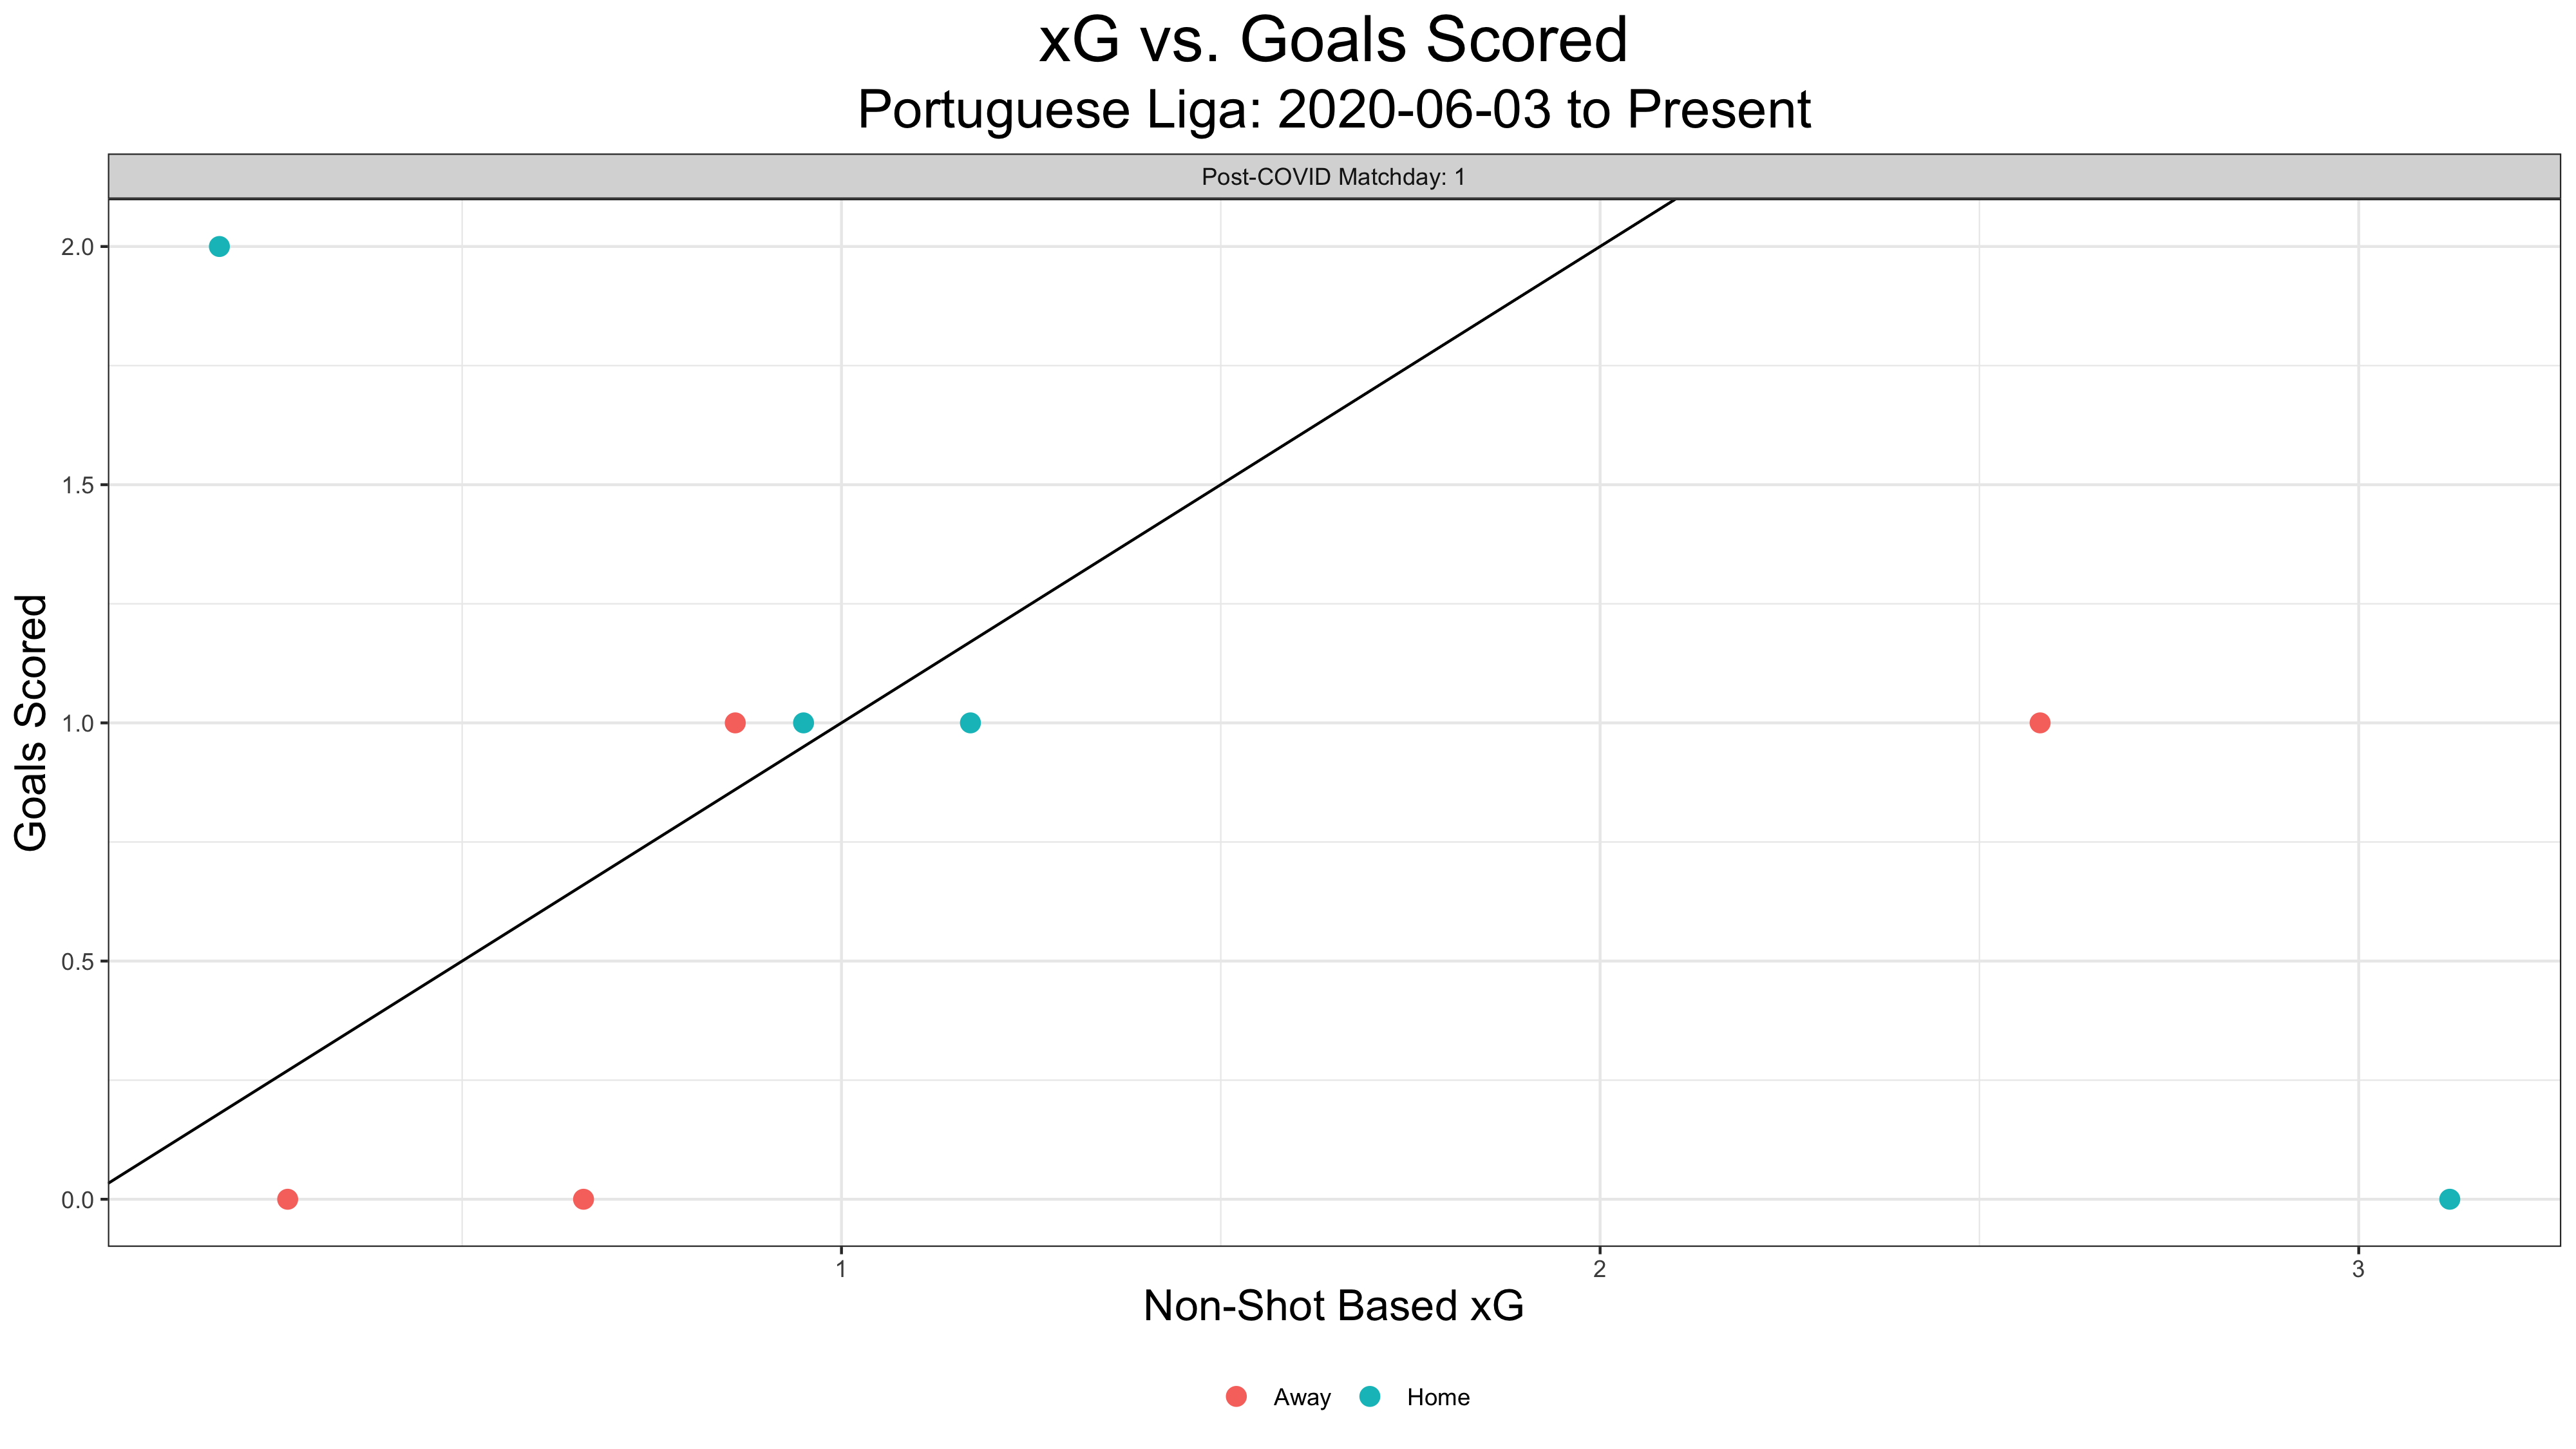 xG vs. Goals Scored
Portuguese Liga: 2020-06-03 to Present
Post-COVID Matchday: 1
2.0
1.5
1.0
0.5
0.0
Goals Scored
1 2 3
Non-Shot Based xG
Away Home